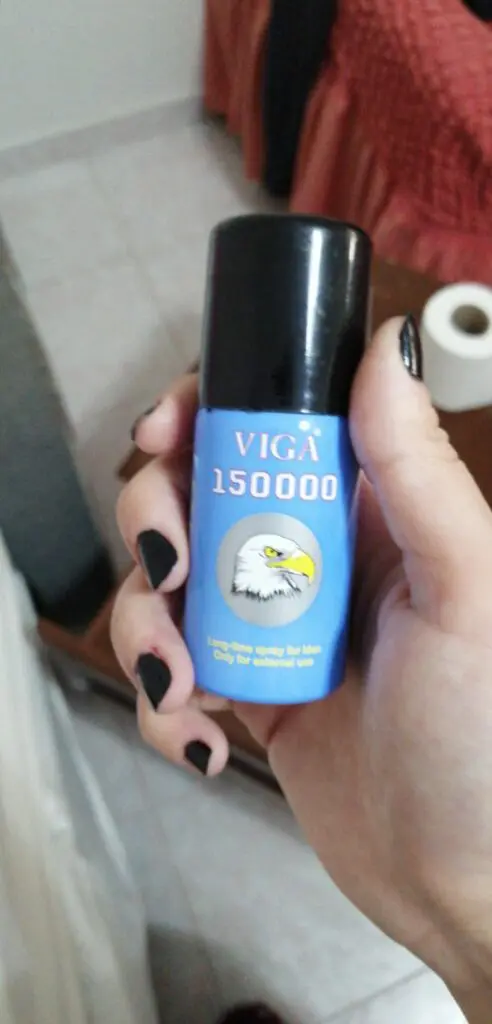 VIGA
150000
Long-time spray for Men
Only for external use